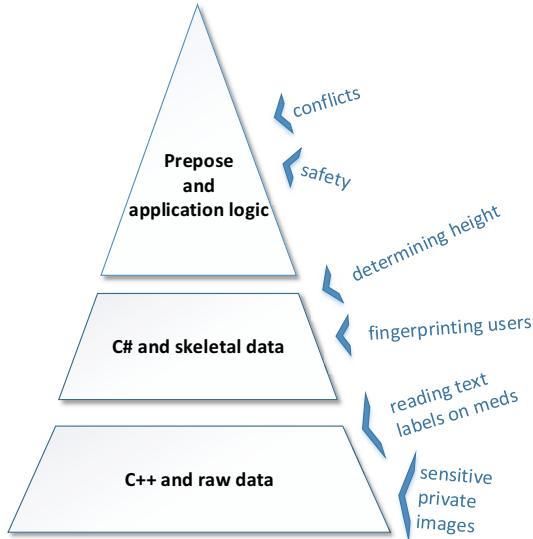 conflicts
safety
Prepose
and
application logic
determining height
fingerprinting users
C# and skeletal data
reading text
labels on meds
C++ and raw data
sensitive
private
images